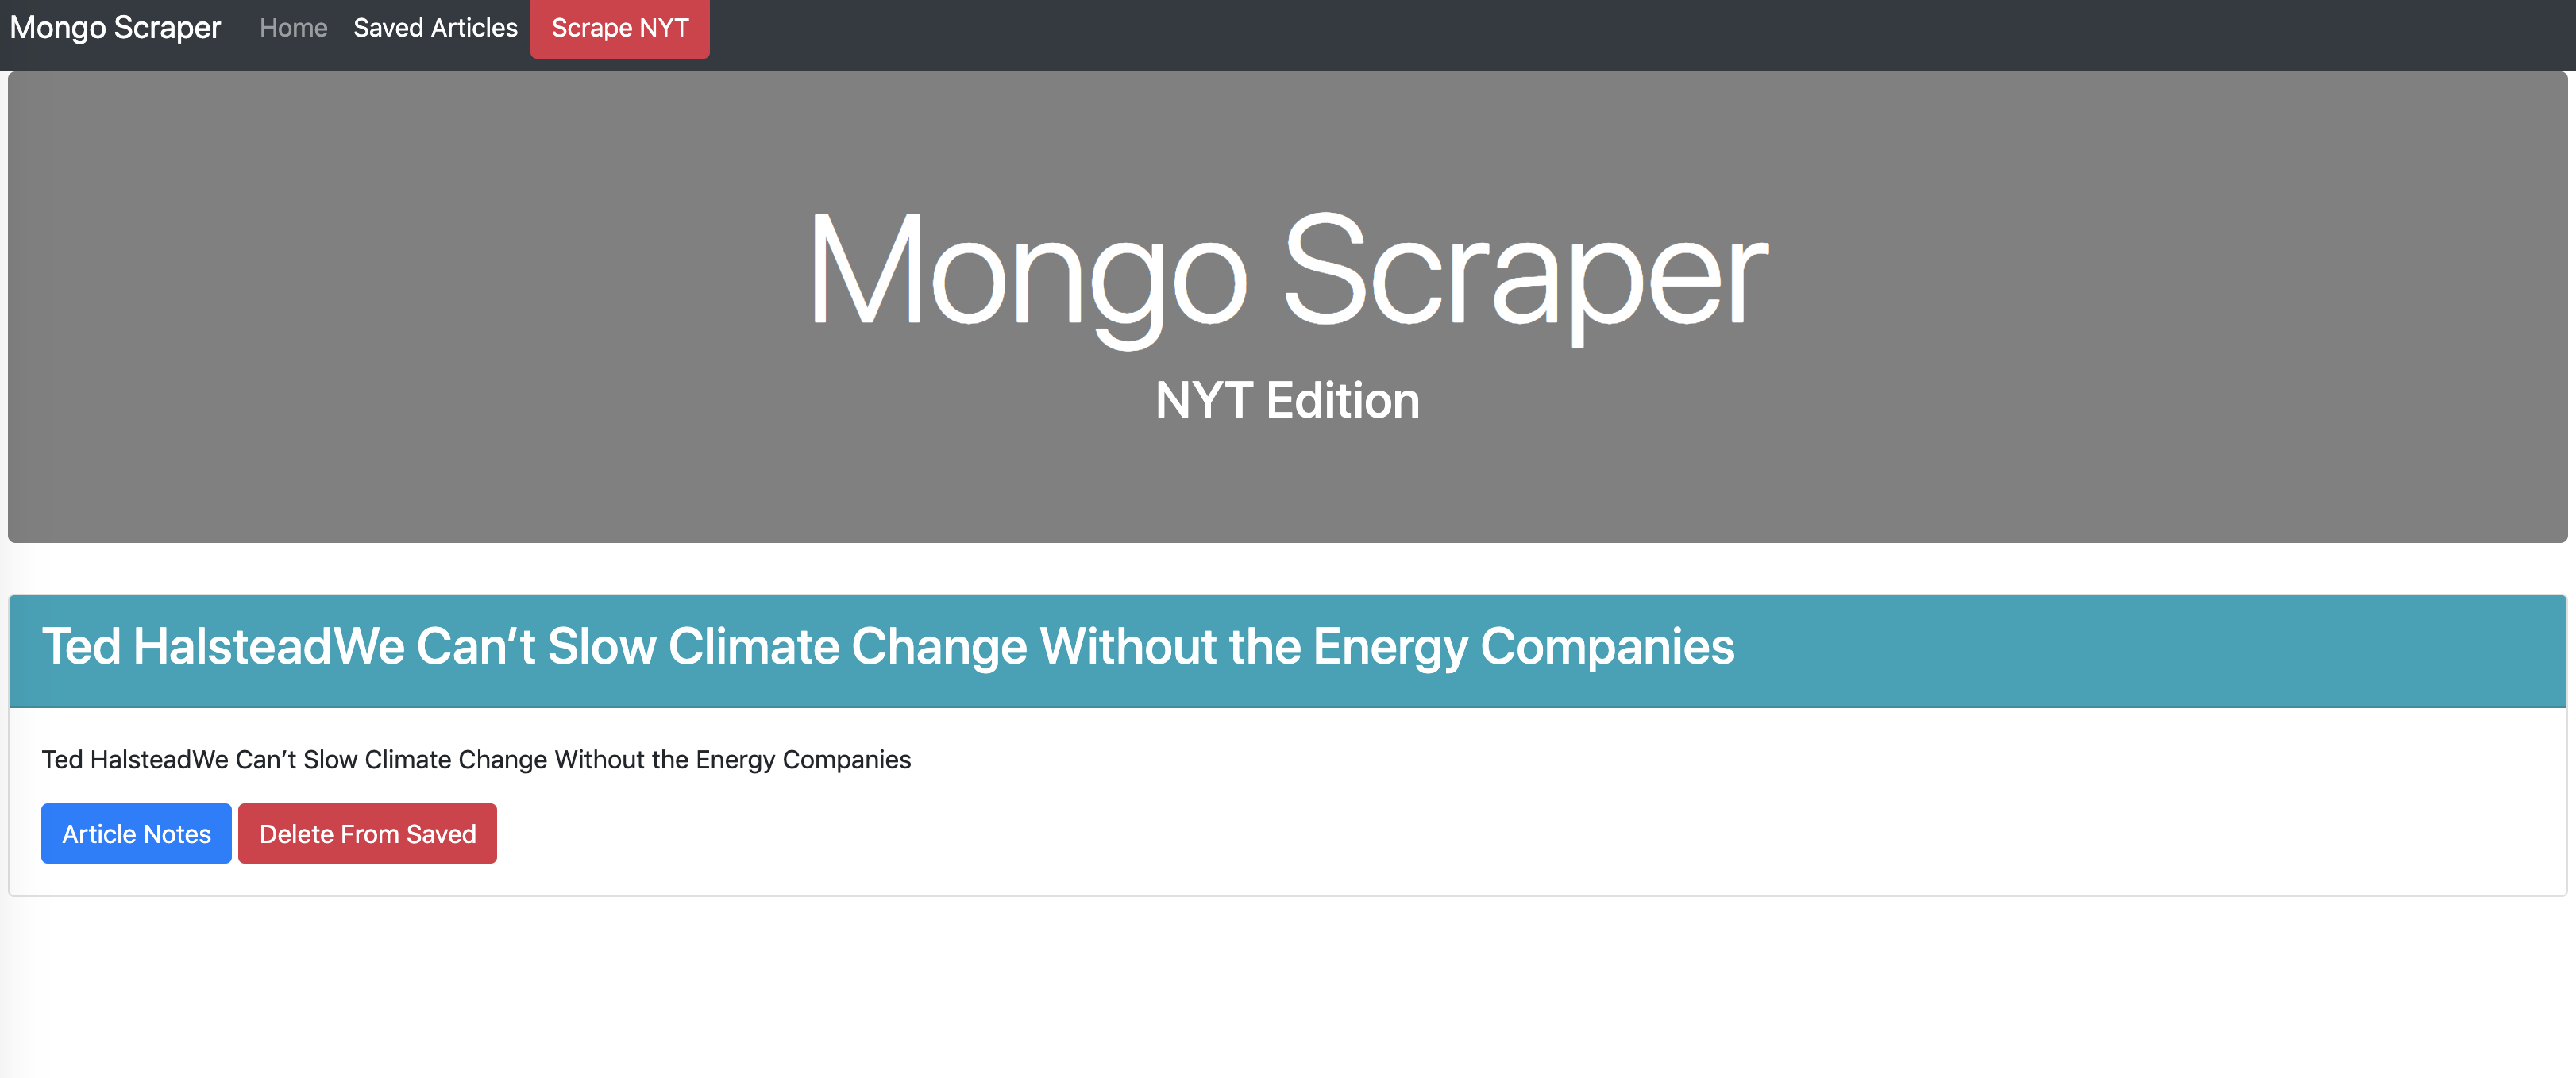 Mongo Scraper Home Saved Articles Scrape NYT
Mongo Scraper
NYT Edition
Ted HalsteadWe Can’t Slow Climate Change Without the Energy Companies
Ted HalsteadWe Can’t Slow Climate Change Without the Energy Companies
Article Notes Delete From Saved